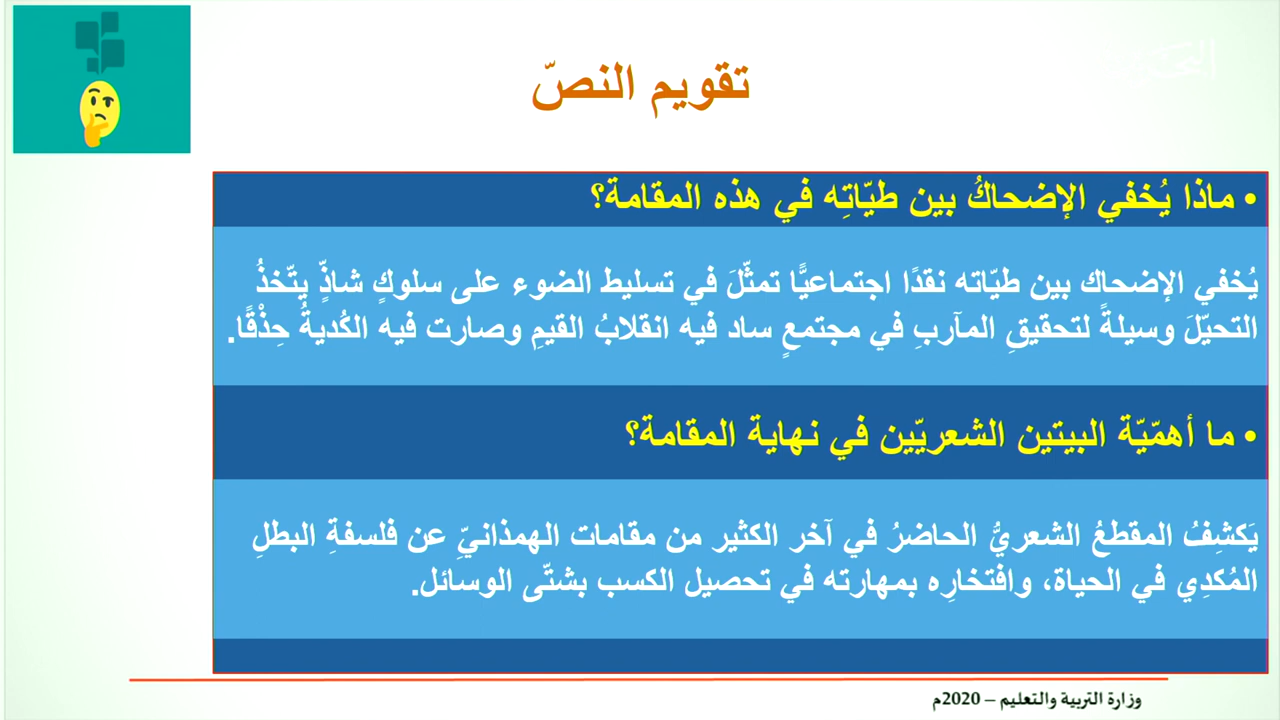 تقويم النصّ
• ماذا يُخفي الإضحاكُ بين طيّاتِه في هذه المقامة؟
يُخفي الإضحاك بين طيّاته نقدًا اجتماعيًّا تمثّلَ في تسليط الضوء على سلوكٍ شاذٍّ يتّخذُ
التحيّلَ وسيلةً لتحقيقِ المآربِ في مجتمعٍ ساد فيه انقلابُ القيمِ وصارت فيه الكُديةُ حِذْقًا.
• ما أهمّيّة البيتين الشعريّين في نهاية المقامة؟
يَكشِفُ المقطعُ الشعريُّ الحاضرُ في آخر الكثير من مقامات الهمذانيِّ عن فلسفةِ البطلِ
المُكدِي في الحياة، وافتخارِه بمهارته في تحصيل الكسب بشتّى الوسائل.
وزارة التربية والتعليم – 2020م